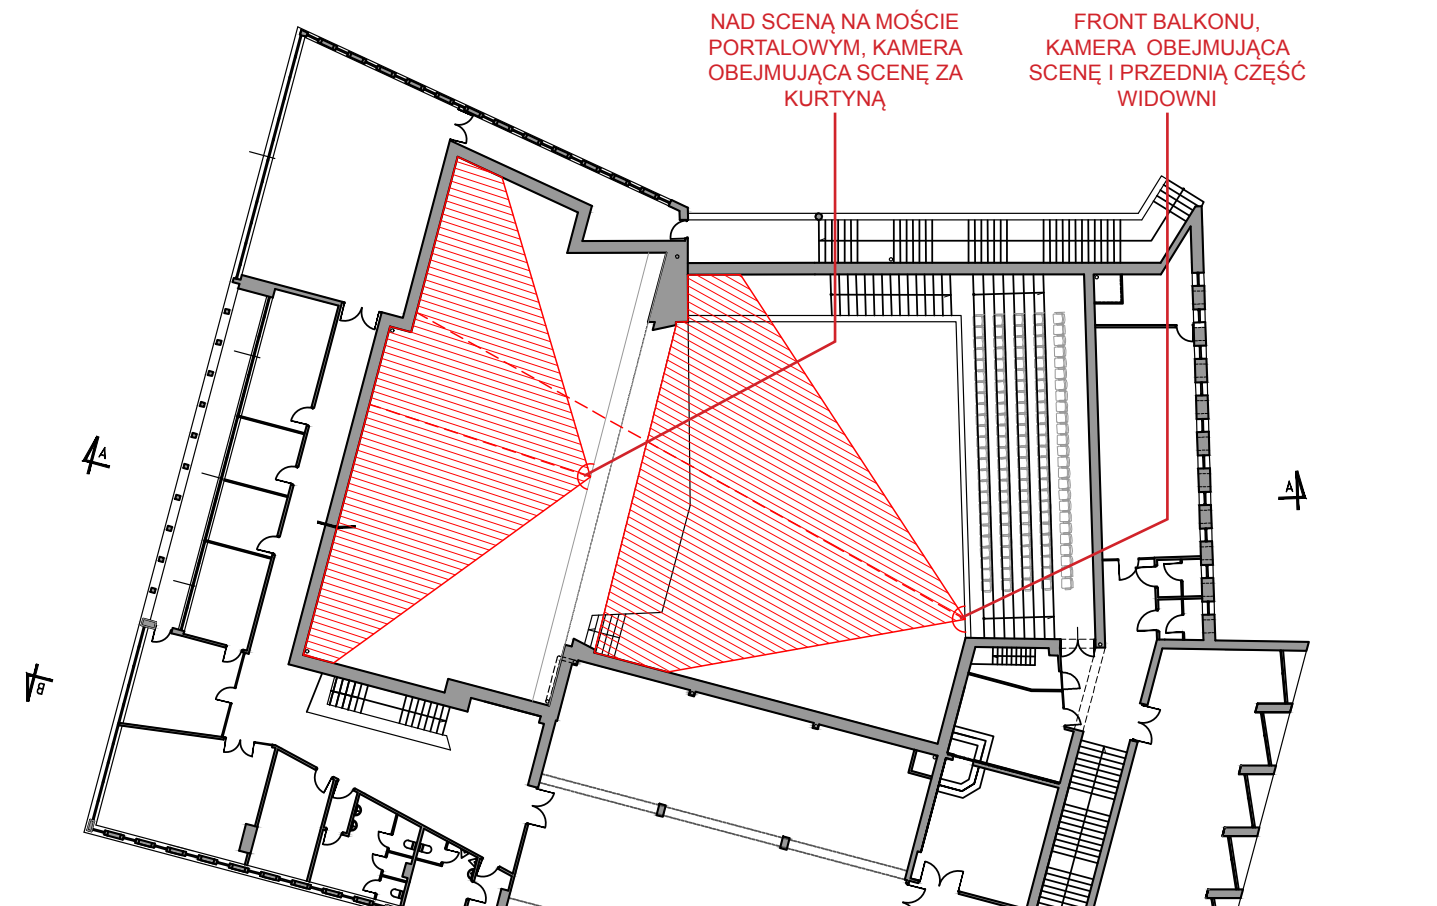 NAD SCENĄ NA MOŚCIE
PORTALOWYM, KAMERA
OBEJMUJĄCA SCENĘ ZA
KURTYNĄ
FRONT BALKONU,
KAMERA OBEJMUJĄCA
SCENĘ I PRZEDNIĄ CZĘŚĆ
WIDOWNI
A
A
B